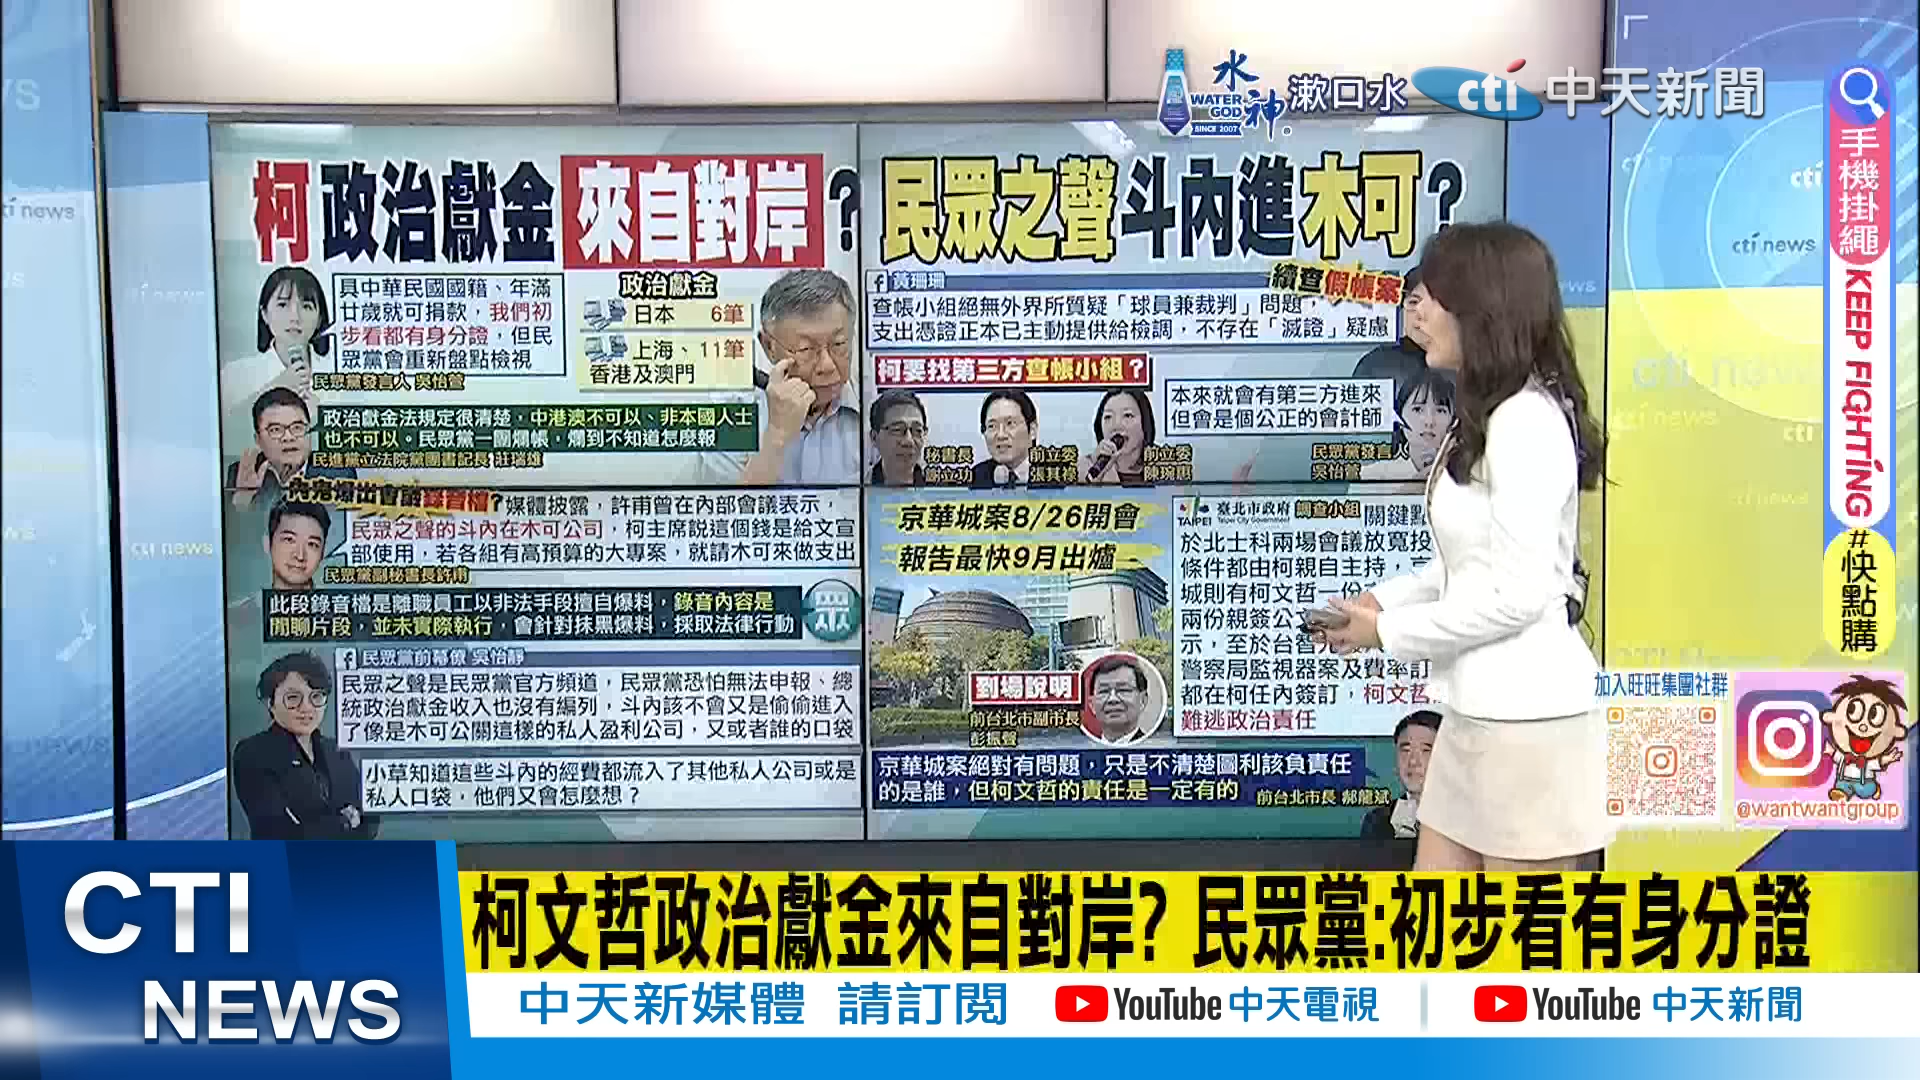 水神
WATER GOD
SINCE 2007
漱口水
cti 中天新聞
柯政治獻金來自對岸?
具中華民國國籍、年滿
廿歲就可捐款，我們初
步看都有身分證，但民
眾黨會重新盤點檢視
民眾黨發言人 吳怡萱
政治獻金
日本 6筆
上海、11筆
香港及澳門
政治獻金法規定很清楚，中港澳不可以、非本國人士
也不可以。民眾黨一團爛帳，爛到不知道怎麼報
民進黨立法院黨團書記長 莊瑞雄
民眾之聲斗內進木可?
黃珊珊
續查假帳案
查帳小組絕無外界所質疑「球員兼裁判」問題，
支出憑證正本已主動提供給檢調，不存在「滅證」疑慮
柯要找第三方查帳小組?
秘書長
謝立功
前立委
張其祿
前立委
陳琬惠
本來就會有第三方進來
但會是個公正的會計師
民眾黨發言人
吳怡萱
內鬼爆出會議錄音檔?
媒體披露，許甫曾在內部會議表示，
民眾之聲的斗內在木可公司，柯主席說這個錢是給文宣
部使用，若各組有高預算的大專案，就請木可來做支出
民眾黨副秘書長許甫
此段錄音檔是離職員工以非法手段擅自爆料，錄音內容是
閒聊片段，並未實際執行，會針對抹黑爆料，採取法律行動
眾
民眾黨前幕僚 吳怡靜
民眾之聲是民眾黨官方頻道，民眾黨恐怕無法申報、總
統政治獻金收入也沒有編列，斗內該不會又是偷偷進入
了像是木可公關這樣的私人盈利公司，又或者誰的口袋
小草知道這些斗內的經費都流入了其他私人公司或是
私人口袋，他們又會怎麼想？
京華城案8/26開會
報告最快9月出爐
到場說明
前台北市副市長
彭振聲
TAIPEI 臺北市政府 調查小組 關鍵點
Taipei City Government
於北士科兩場會議放寬投
條件都由柯親自主持，京
城則有柯文哲一份
兩份親簽公文
示，至於台智光
警察局監視器案及費率訂
都在柯任內簽訂，柯文哲
難逃政治責任
京華城案絕對有問題，只是不清楚圖利該負責任
的是誰，但柯文哲的責任是一定有的
前台北市長 郝龍斌
手機掛繩
KEEP FIGHTING
#快點購
加入旺旺集團社群
@wantwantgroup
cti news
CTI NEWS
柯文哲政治獻金來自對岸? 民眾黨:初步看有身分證
中天新媒體 請訂閱 YouTube 中天電視 YouTube 中天新聞